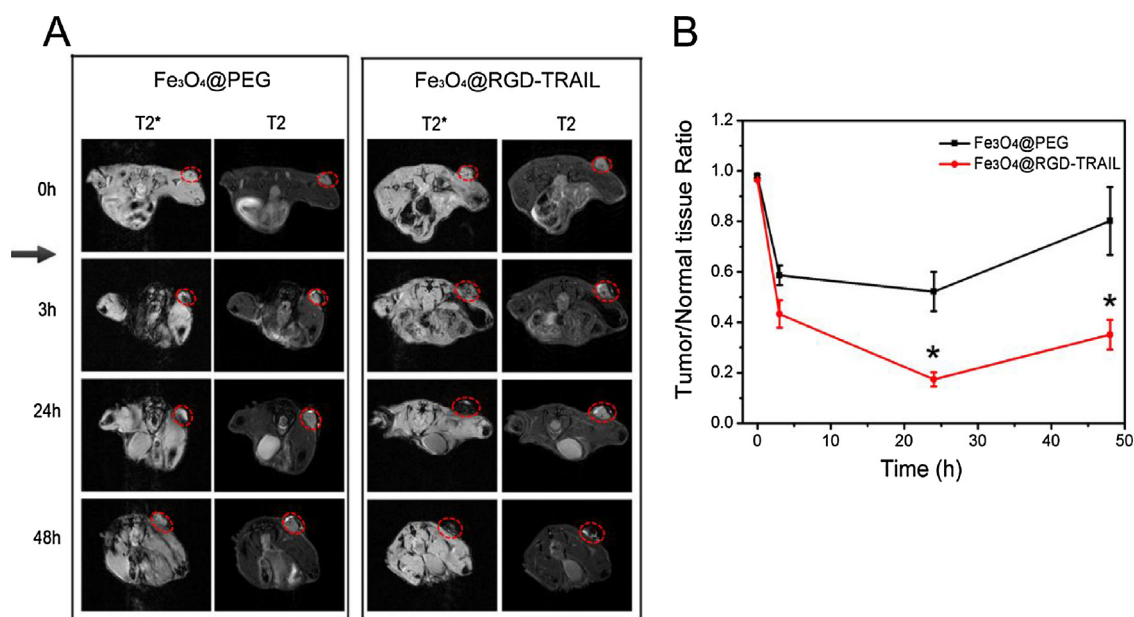 A
Fe₃O₄@PEG
Fe₃O₄@RGD-TRAIL
T2* T2 T2* T2
0h
3h
24h
48h
B
Fe₃O₄@PEG
Fe₃O₄@RGD-TRAIL
Tumor/Normal tissue Ratio
1.2
1.0
0.8
0.6
0.4
0.2
0.0
*
*
0 10 20 30 40 50
Time (h)